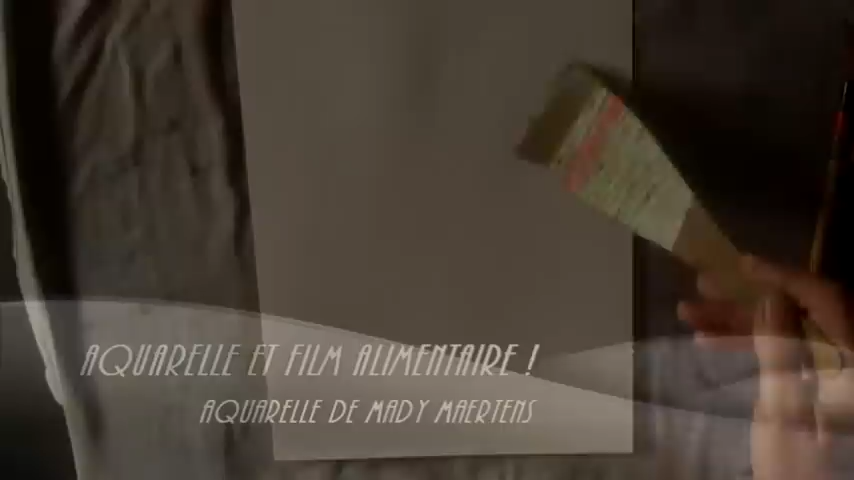 AQUARELLE ET FILM ALIMENTAIRE !
AQUARELLE DE MADY MAERTENS